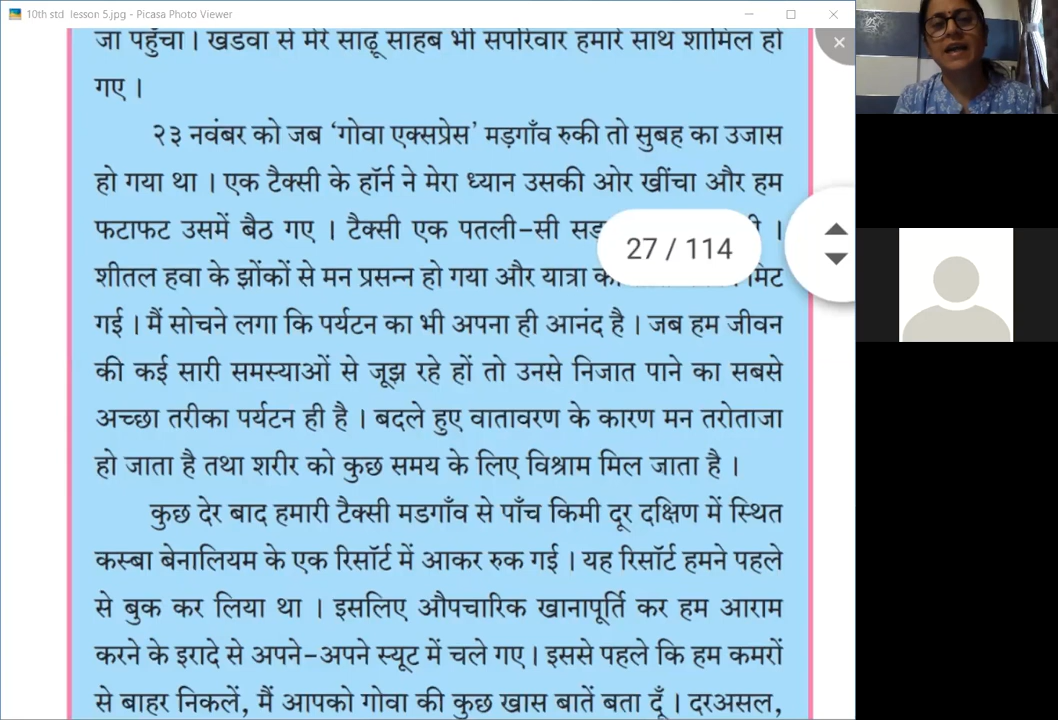 10th std lesson 5.jpg - Picasa Photo Viewer
जा पहुँचा । खंडवा से मेरे साढ़ू साहब भी सपरिवार हमारे साथ शामिल हो
गए ।
२३ नवंबर को जब ‘गोवा एक्सप्रेस’ मड़गाँव रुकी तो सुबह का उजास
हो गया था । एक टैक्सी के हॉर्न ने मेरा ध्यान उसकी ओर खींचा और हम
फटाफट उसमें बैठ गए । टैक्सी एक पतली-सी ।
27 / 114
शीतल हवा के झोंकों से मन प्रसन्न हो गया और यात्रा मिट
गई । मैं सोचने लगा कि पर्यटन का भी अपना ही आनंद है । जब हम जीवन
की कई सारी समस्याओं से जूझ रहे हों तो उनसे निजात पाने का सबसे
अच्छा तरीका पर्यटन ही है । बदले हुए वातावरण के कारण मन तरोताजा
हो जाता है तथा शरीर को कुछ समय के लिए विश्राम मिल जाता है ।
कुछ देर बाद हमारी टैक्सी मडगाँव से पाँच किमी दूर दक्षिण में स्थित
कस्बा बेनालियम के एक रिसॉर्ट में आकर रुक गई । यह रिसॉर्ट हमने पहले
से बुक कर लिया था । इसलिए औपचारिक खानापूर्ति कर हम आराम
करने के इरादे से अपने-अपने स्यूट में चले गए । इससे पहले कि हम कमरों
से बाहर निकलें, मैं आपको गोवा की कुछ खास बातें बता दूँ । दरअसल,